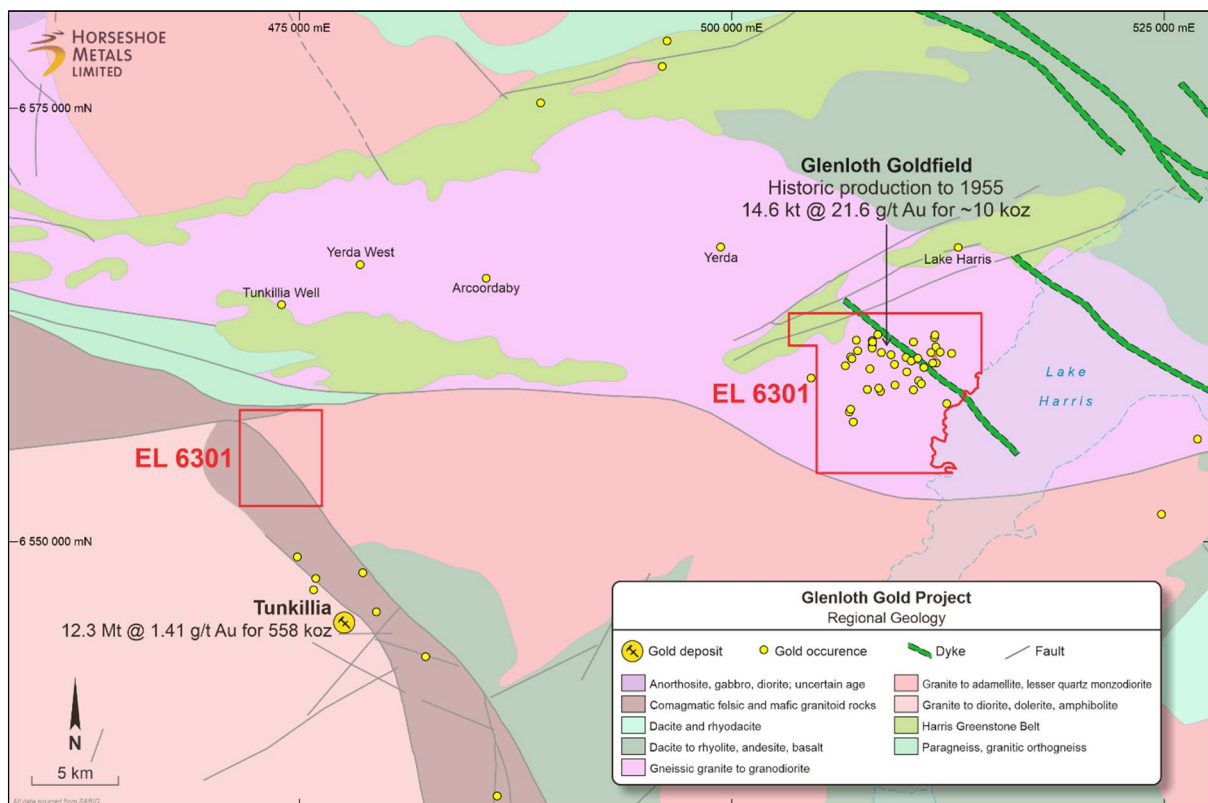 HORSESHOE
METALS
LIMITED
475 000 mE
500 000 mE
525 000 mE
6 575 000 mN
Glenloth Goldfield
Historic production to 1955
14.6 kt @ 21.6 g/t Au for ~10 koz
Yerda West
Yerda
Lake Harris
Arcoordaby
Tunkillia Well
Lake
Harris
EL 6301
EL 6301
6 550 000 mN
Tunkillia
12.3 Mt @ 1.41 g/t Au for 558 koz
Glenloth Gold Project
Regional Geology
Gold deposit
Gold occurence
Dyke
Fault
Anorthosite, gabbro, diorite; uncertain age
Comagmatic felsic and mafic granitoid rocks
Dacite and rhyodacite
Dacite to rhyolite, andesite, basalt
Gneissic granite to granodiorite
Granite to adamellite, lesser quartz monzodiorite
Granite to diorite, dolerite, amphibolite
Harris Greenstone Belt
Paragneiss, granitic orthogneiss
N
5 km
All data sourced from SARIG